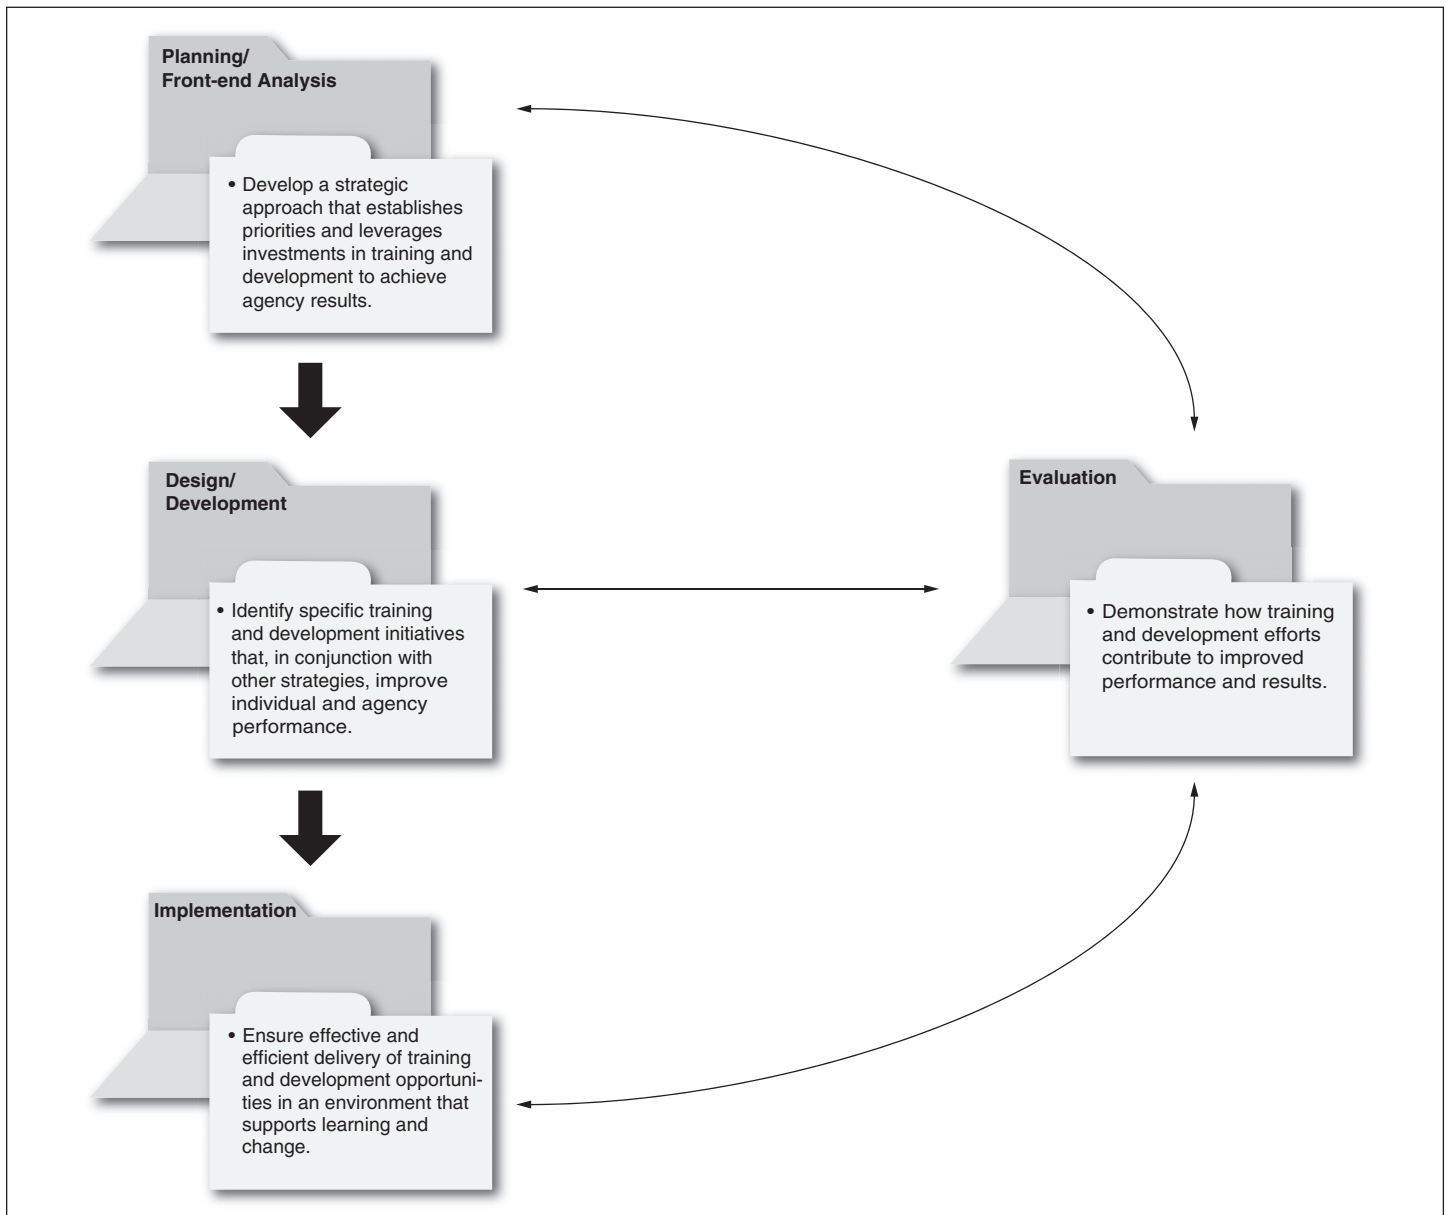 Planning/
Front-end Analysis
• Develop a strategic
approach that establishes
priorities and leverages
investments in training and
development to achieve
agency results.
Design/
Development
• Identify specific training
and development initiatives
that, in conjunction with
other strategies, improve
individual and agency
performance.
Evaluation
• Demonstrate how training
and development efforts
contribute to improved
performance and results.
Implementation
• Ensure effective and
efficient delivery of training
and development opportuni-
ties in an environment that
supports learning and
change.